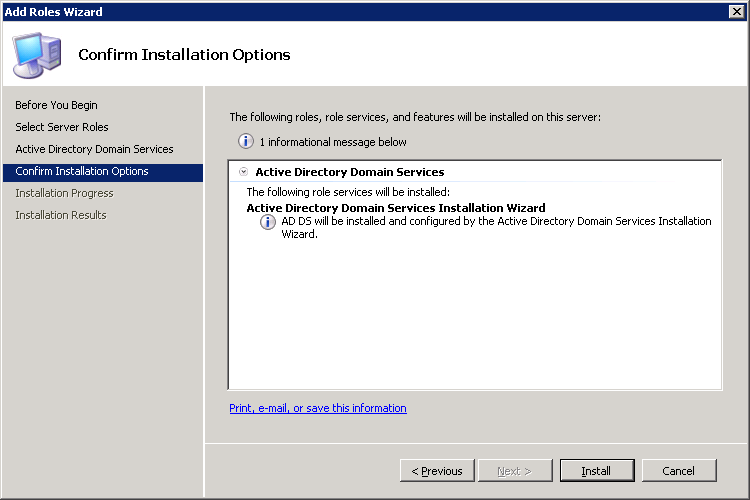 Add Roles Wizard
Confirm Installation Options
Before You Begin
Select Server Roles
Active Directory Domain Services
Confirm Installation Options
Installation Progress
Installation Results
The following roles, role services, and features will be installed on this server:
1 informational message below
Active Directory Domain Services
The following role services will be installed:
Active Directory Domain Services Installation Wizard
AD DS will be installed and configured by the Active Directory Domain Services Installation
Wizard.
Print, e-mail, or save this information
< Previous
Next >
Install
Cancel